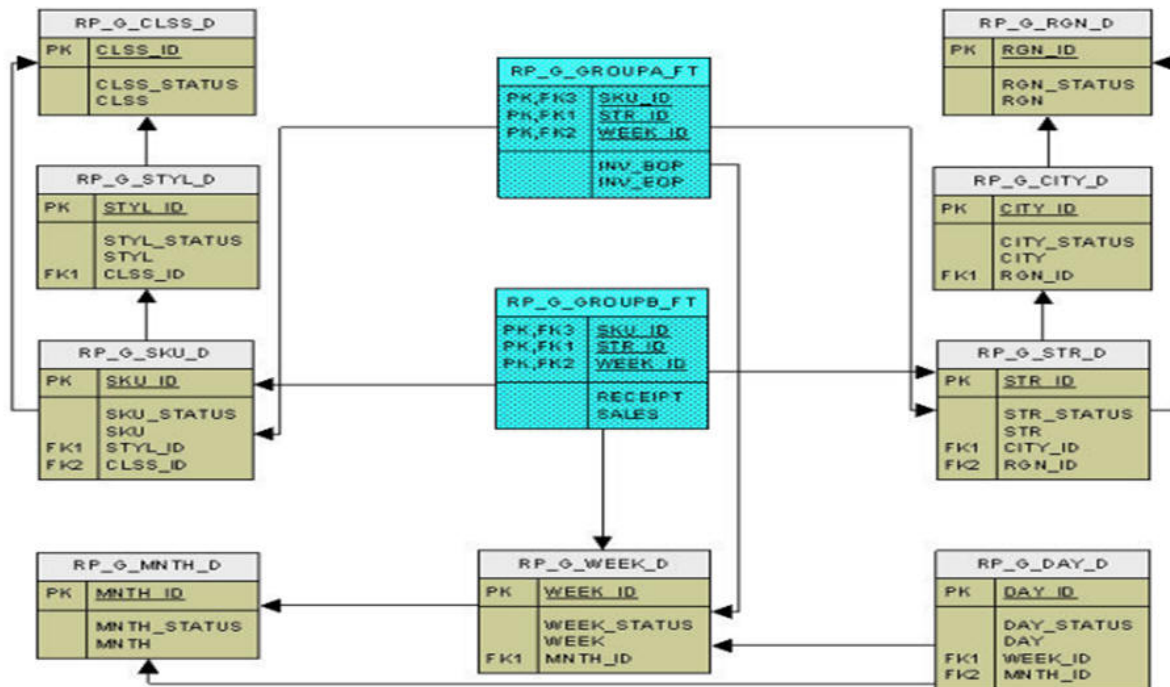 RP_G_CLSS_D
PK CLSS_ID
CLSS_STATUS
CLSS
RP_G_STYL_D
PK STYL_ID
STYL_STATUS
STYL
FK1 CLSS_ID
RP_G_SKU_D
PK SKU_ID
SKU_STATUS
SKU
FK1 STYL_ID
FK2 CLSS_ID
RP_G_MNTH_D
PK MNTH_ID
MNTH_STATUS
MNTH
RP_G_GROUPA_FT
PK,FK3 SKU_ID
PK,FK1 STR_ID
PK,FK2 WEEK_ID
INV_BOP
INV_EOP
RP_G_GROUPB_FT
PK,FK3 SKU_ID
PK,FK1 STR_ID
PK,FK2 WEEK_ID
RECEIPT
SALES
RP_G_WEEK_D
PK WEEK_ID
WEEK_STATUS
WEEK
FK1 MNTH_ID
RP_G_RGN_D
PK RGN_ID
RGN_STATUS
RGN
RP_G_CITY_D
PK CITY_ID
CITY_STATUS
CITY
FK1 RGN_ID
RP_G_STR_D
PK STR_ID
STR_STATUS
STR
FK1 CITY_ID
FK2 RGN_ID
RP_G_DAY_D
PK DAY_ID
DAY_STATUS
DAY
FK1 WEEK_ID
FK2 MNTH_ID